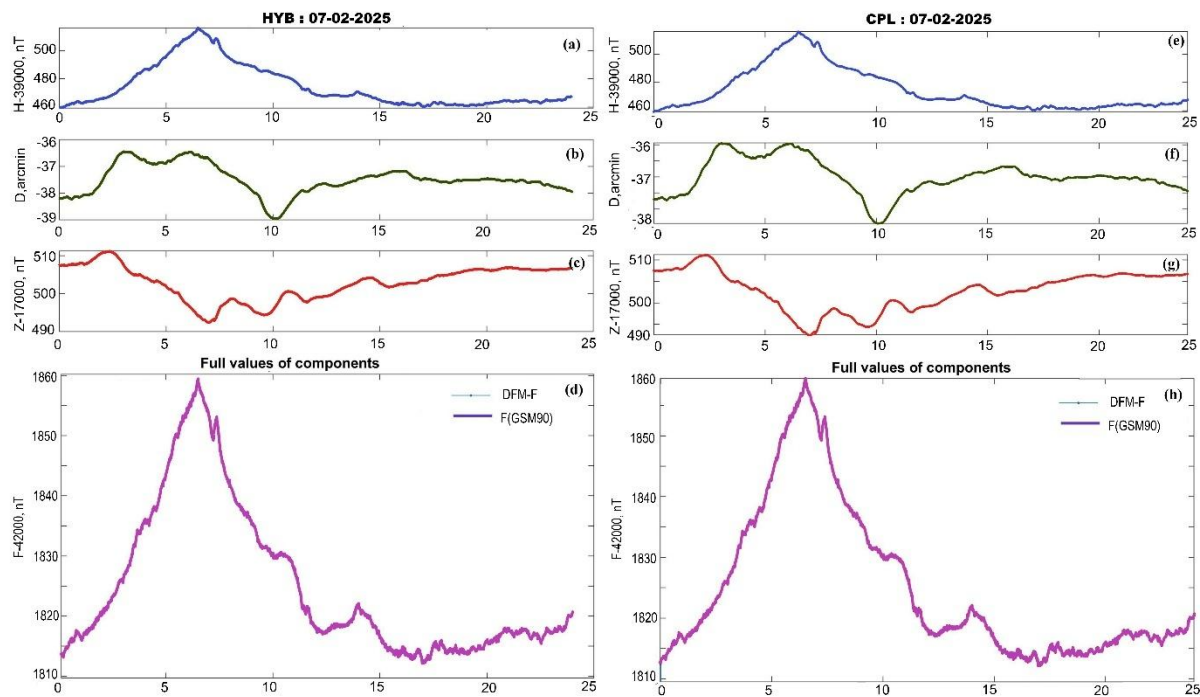 HYB : 07-02-2025
(a)
H-39000, nT
500
480
460
0 5 10 15 20 25
(b)
D,arcmin
-36
-37
-38
-39
0 5 10 15 20 25
(c)
Z-17000, nT
510
500
490
0 5 10 15 20 25
Full values of components
(d)
F-42000, nT
1860
1850
1840
1830
1820
1810
DFM-F
F(GSM90)
0 5 10 15 20 25
CPL : 07-02-2025
(e)
H-39000, nT
500
480
460
0 5 10 15 20 25
(f)
D,arcmin
-36
-37
-38
0 5 10 15 20 25
(g)
Z-17000, nT
510
500
490
0 5 10 15 20 25
Full values of components
(h)
F-42000, nT
1860
1850
1840
1830
1820
1810
DFM-F
F(GSM90)
0 5 10 15 20 25